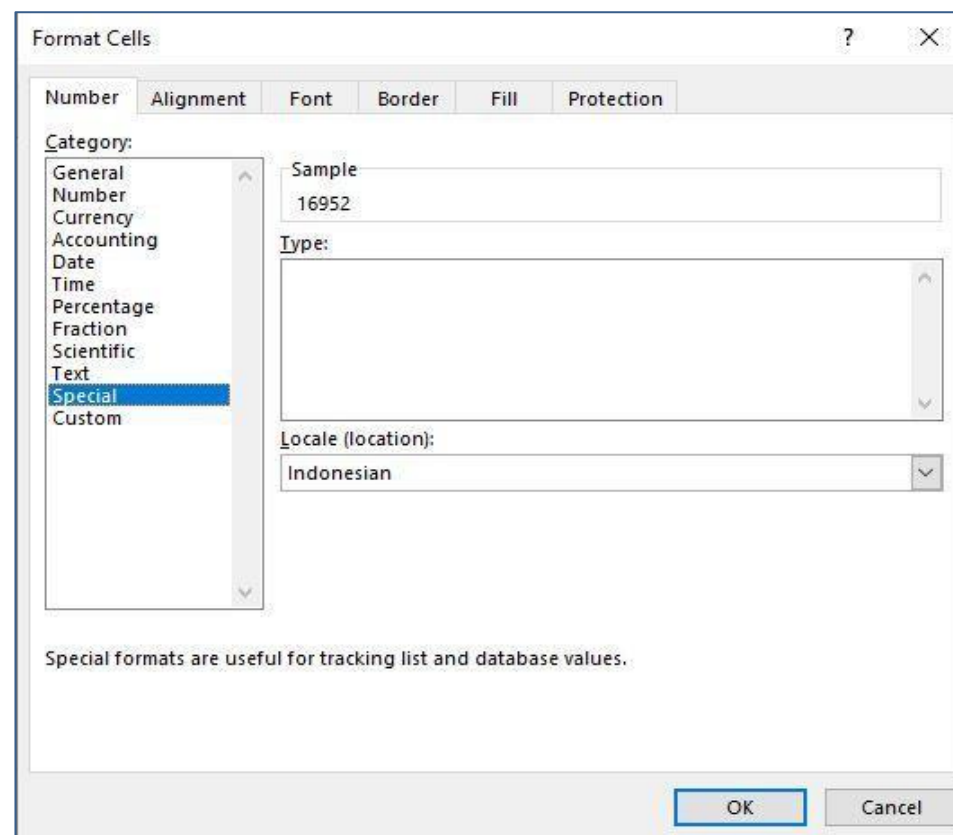 Format Cells
?
Number Alignment Font Border Fill Protection
Category:
General
Number
Currency
Accounting
Date
Time
Percentage
Fraction
Scientific
Text
Special
Custom
Sample
16952
Type:
Locale (location):
Indonesian
Special formats are useful for tracking list and database values.
OK Cancel